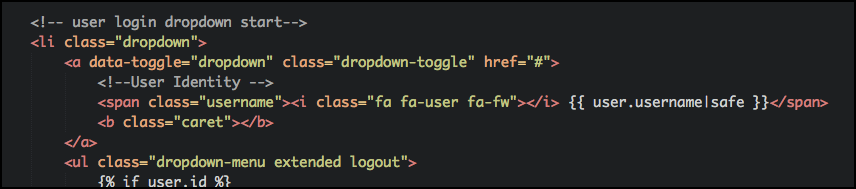 <!-- user login dropdown start-->
<li class="dropdown">
<a data-toggle="dropdown" class="dropdown-toggle" href="#">
<!--User Identity -->
<span class="username"><i class="fa fa-user fa-fw"></i> {{ user.username|safe }}</span>
<b class="caret"></b>
</a>
<ul class="dropdown-menu extended logout">
{% if user.id %}